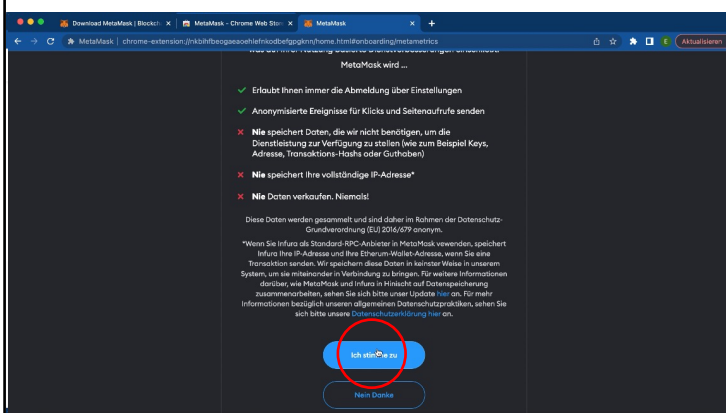 Download MetaMask | Blockch
MetaMask - Chrome Web Stor
MetaMask
MetaMask | chrome-extension://nkbihfbeogaeaoehlefnkodbefgpgknn/home.html#onboarding/metametrics
E
Aktualisieren
MetaMask wird ...
Erlaubt Ihnen immer die Abmeldung über Einstellungen
Anonymisierte Ereignisse für Klicks und Seitenaufrufe senden
Nie speichert Daten, die wir nicht benötigen, um die
Dienstleistung zur Verfügung zu stellen (wie zum Beispiel Keys,
Adresse, Transaktions-Hashs oder Guthaben)
Nie speichert Ihre vollständige IP-Adresse*
Nie Daten verkaufen. Niemals!
Diese Daten werden gesammelt und sind daher im Rahmen der Datenschutz-
Grundverordnung (EU) 2016/679 anonym.
*Wenn Sie Infura als Standard-RPC-Anbieter in MetaMask vewenden, speichert
Infura Ihre IP-Adresse und Ihre Etherum-Wallet-Adresse, wenn Sie eine
Transaktion senden. Wir speichern diese Daten in keinster Weise in unserem
System, um sie miteinander in Verbindung zu bringen. Für weitere Informationen
darüber, wie MetaMask und Infura in Hinischt auf Datenspeicherung
zusammenarbeiten, sehen Sie sich bitte unser Update hier an. Für mehr
Informationen bezüglich unseren allgemeinen Datenschutzpraktiken, sehen Sie
sich bitte unsere Datenschutzerklärung hier an.
Ich stimme zu
Nein Danke